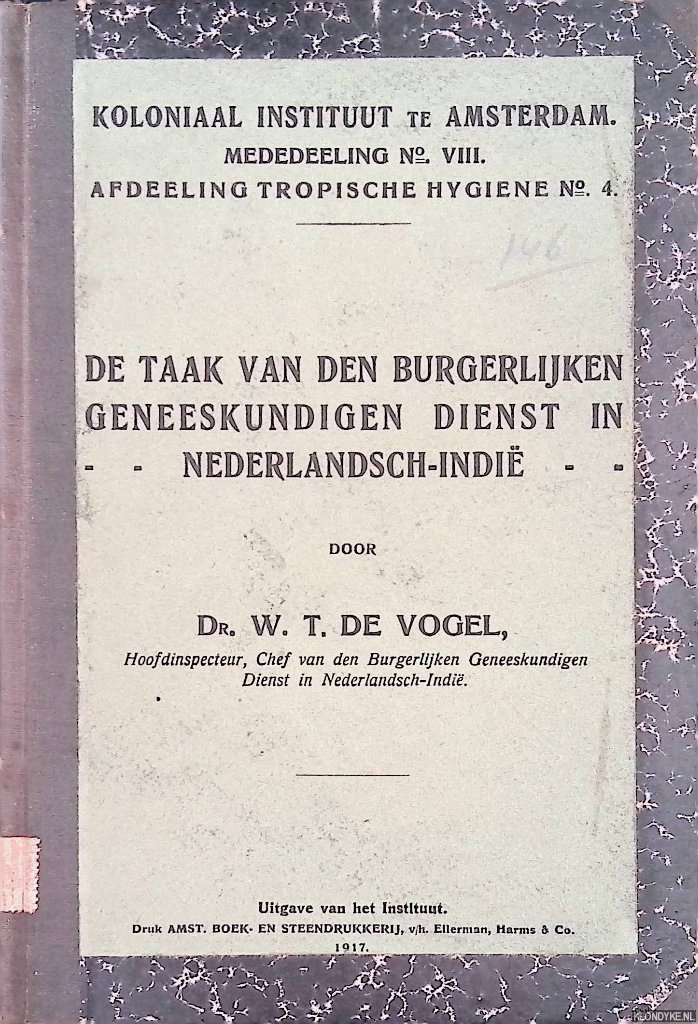 KOLONIAAL INSTITUUT TE AMSTERDAM.
MEDEDEELING Nº. VIII.
AFDEELING TROPISCHE HYGIENE Nº. 4.
146
DE TAAK VAN DEN BURGERLIJKEN
GENEESKUNDIGEN DIENST IN
- - NEDERLANDSCH-INDIË - -
DOOR
DR. W. T. DE VOGEL,
Hoofdinspecteur, Chef van den Burgerlijken Geneeskundigen
Dienst in Nederlandsch-Indië.
Uitgave van het Instituut.
Druk AMST. BOEK- EN STEENDRUKKERIJ, v/h. Ellerman, Harms & Co.
1917.
KLONDYKE.NL